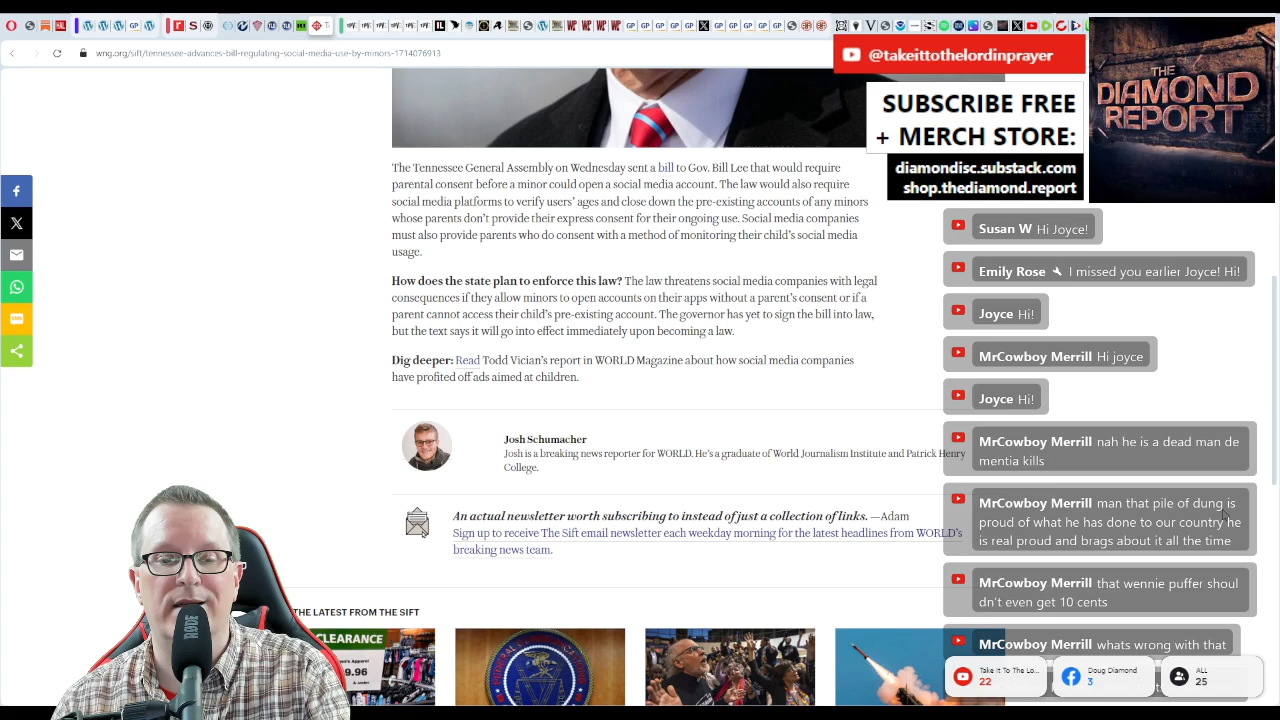 wng.org/sift/tennessee-advances-bill-regulating-social-media-use-by-minors-1714076913
@takeittothelordinprayer
THE
DIAMOND
REPORT
SUBSCRIBE FREE
+ MERCH STORE:
diamondisc.substack.com
shop.thediamond.report
The Tennessee General Assembly on Wednesday sent a bill to Gov. Bill Lee that would require
parental consent before a minor could open a social media account. The law would also require
social media platforms to verify users' ages and close down the pre-existing accounts of any minors
whose parents don't provide their express consent for their ongoing use. Social media companies
must also provide parents who do consent with a method of monitoring their child's social media
usage.
How does the state plan to enforce this law? The law threatens social media companies with legal
consequences if they allow minors to open accounts on their apps without a parent's consent or if a
parent cannot access their child's pre-existing account. The governor has yet to sign the bill into law,
but the text says it will go into effect immediately upon becoming a law.
Dig deeper: Read Todd Vician's report in WORLD Magazine about how social media companies
have profited off ads aimed at children.
Josh Schumacher
Josh is a breaking news reporter for WORLD. He's a graduate of World Journalism Institute and Patrick Henry
College.
An actual newsletter worth subscribing to instead of just a collection of links. —Adam
Sign up to receive The Sift email newsletter each weekday morning for the latest headlines from WORLD's
breaking news team.
THE LATEST FROM THE SIFT
CLEARANCE
9.96
RØDE
Susan W Hi Joyce!
Emily Rose I missed you earlier Joyce! Hi!
Joyce Hi!
MrCowboy Merrill Hi joyce
Joyce Hi!
MrCowboy Merrill nah he is a dead man de
mentia kills
MrCowboy Merrill man that pile of dung is
proud of what he has done to our country he
is real proud and brags about it all the time
MrCowboy Merrill that wennie puffer shoul
dn't even get 10 cents
MrCowboy Merrill whats wrong with that
Take It To The Lo...
22
Doug Diamond
3
ALL
25